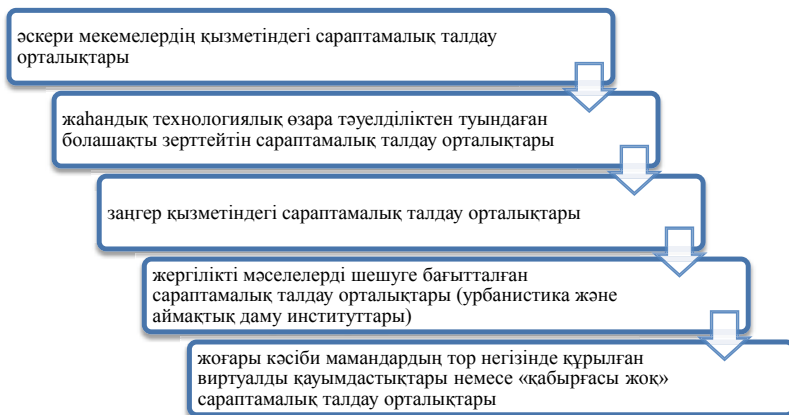 әскери мекемелердің қызметіндегі сараптамалық талдау
орталықтары
жаһандық технологиялық өзара тәуелділіктен туындаған
болашақты зерттейтін сараптамалық талдау орталықтары
заңгер қызметіндегі сараптамалық талдау орталықтары
жергілікті мәселелерді шешуге бағытталған
сараптамалық талдау орталықтары (урбанистика және
аймақтық даму институттары)
жоғары кәсіби мамандардың тор негізінде құрылған
виртуалды қауымдастықтары немесе «қабырғасы жоқ»
сараптамалық талдау орталықтары